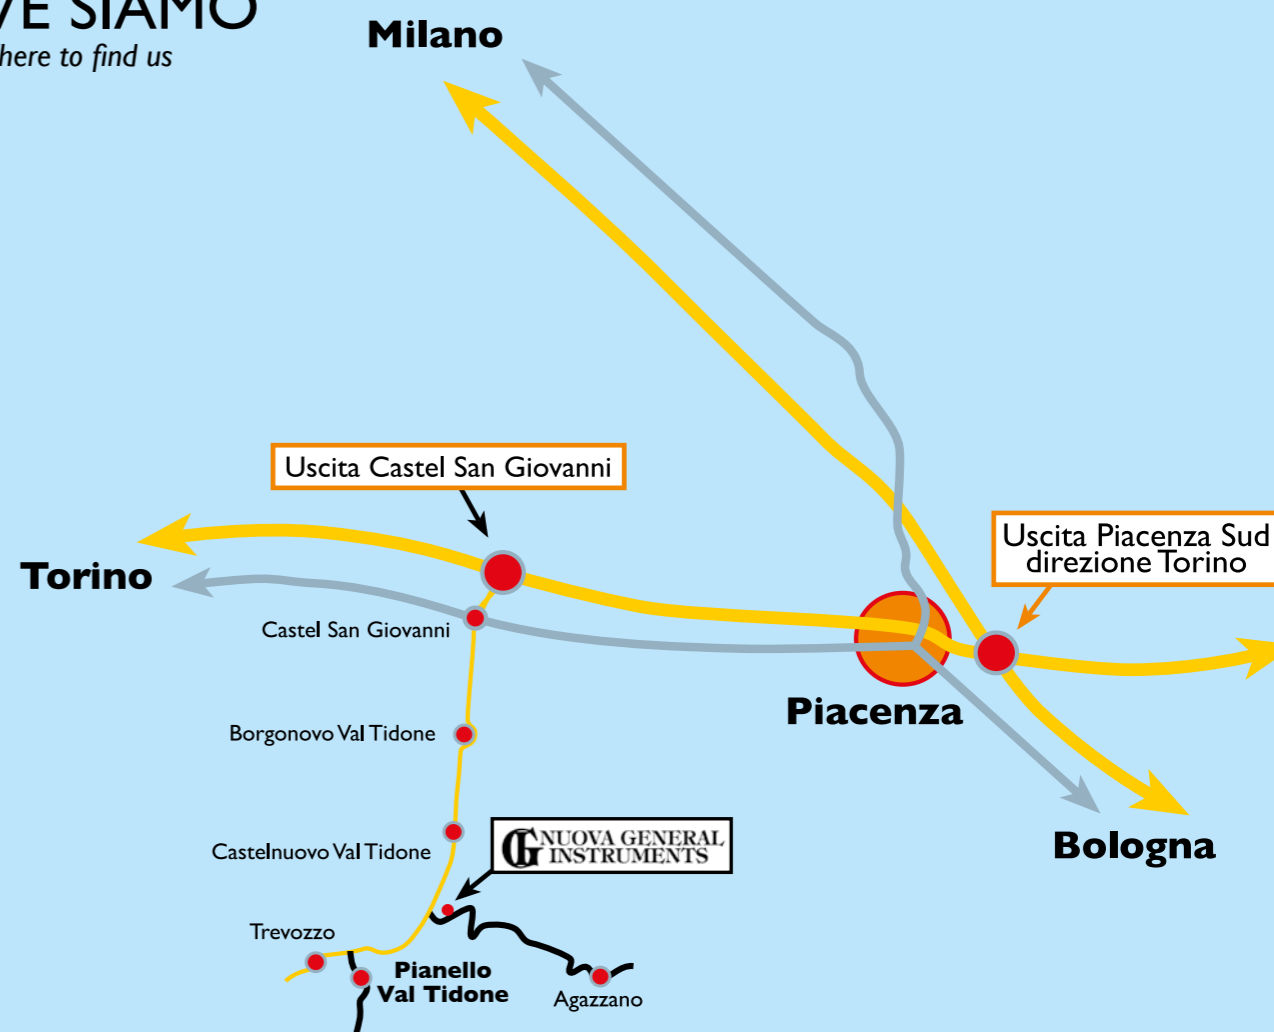 VE SIAMO
here to find us
Milano
Uscita Castel San Giovanni
Uscita Piacenza Sud
direzione Torino
Torino
Castel San Giovanni
Piacenza
Borgonovo Val Tidone
Bologna
Castelnuovo Val Tidone
GI NUOVA GENERAL
INSTRUMENTS
Trevozzo
Pianello
Val Tidone
Agazzano